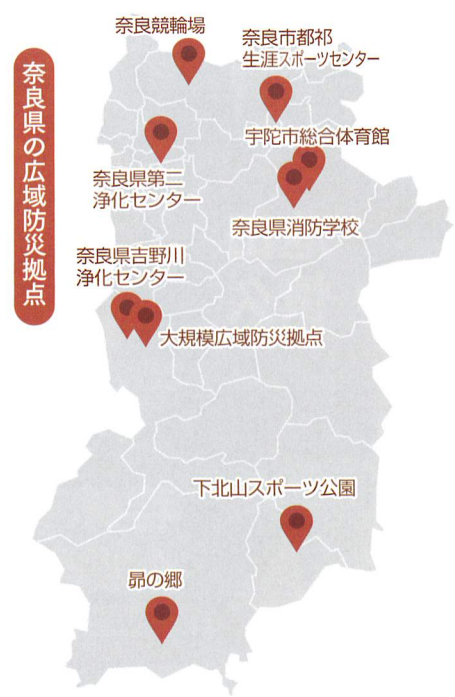 奈良県の広域防災拠点
奈良競輪場
奈良市都祁
生涯スポーツセンター
宇陀市総合体育館
奈良県第二
浄化センター
奈良県消防学校
奈良県吉野川
浄化センター
大規模広域防災拠点
下北山スポーツ公園
昴の郷